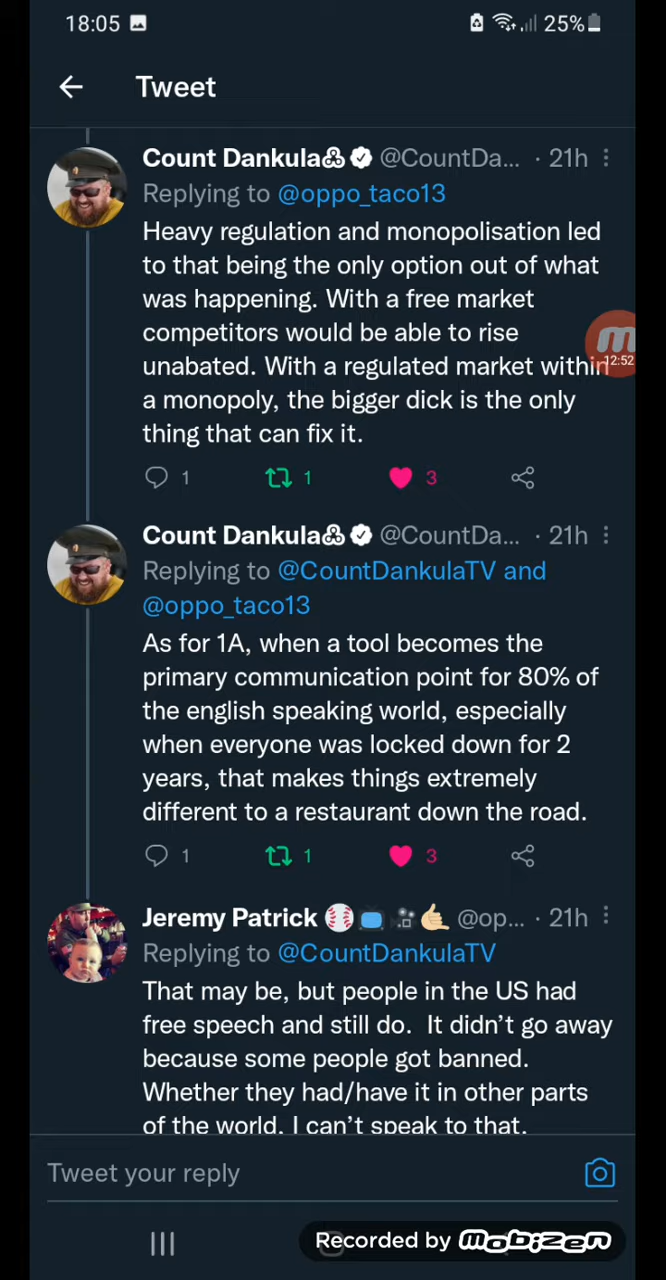 18:05 25%
Tweet
Count Dankula @CountDa... · 21h
Replying to @oppo_taco13
Heavy regulation and monopolisation led
to that being the only option out of what
was happening. With a free market
competitors would be able to rise
unabated. With a regulated market within
12:52
a monopoly, the bigger dick is the only
thing that can fix it.
1 1 3
Count Dankula @CountDa... · 21h
Replying to @CountDankulaTV and
@oppo_taco13
As for 1A, when a tool becomes the
primary communication point for 80% of
the english speaking world, especially
when everyone was locked down for 2
years, that makes things extremely
different to a restaurant down the road.
1 1 3
Jeremy Patrick @op... · 21h
Replying to @CountDankulaTV
That may be, but people in the US had
free speech and still do. It didn't go away
because some people got banned.
Whether they had/have it in other parts
of the world, I can't speak to that.
Tweet your reply
Recorded by mobizen